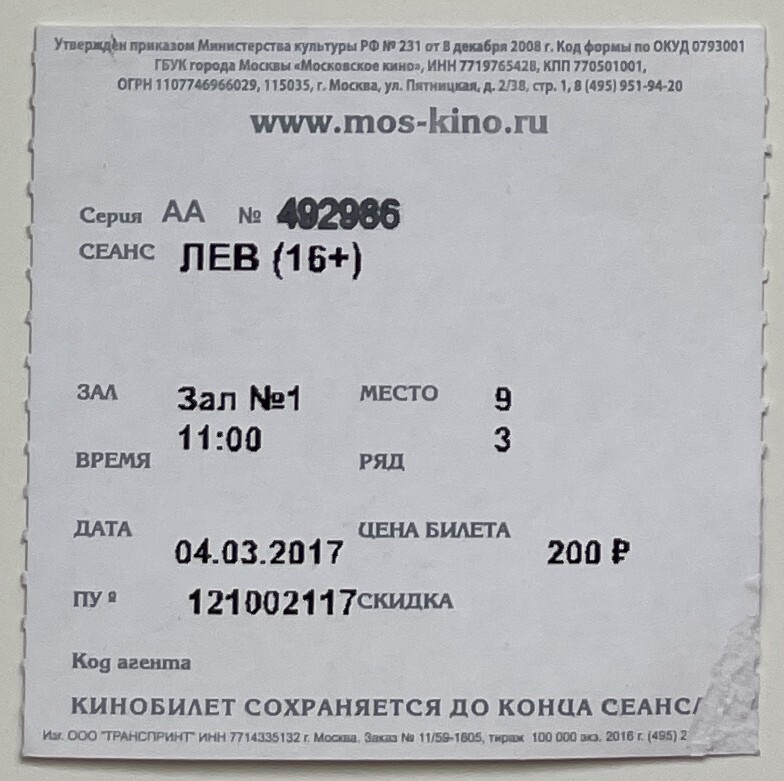 Утверждён приказом Министерства культуры РФ № 231 от 8 декабря 2008 г. Код формы по ОКУД 0793001
ГБУК города Москвы «Московское кино», ИНН 7719765428, КПП 770501001,
ОГРН 1107746966029, 115035, г. Москва, ул. Пятницкая, д. 2/38, стр. 1, 8 (495) 951-94-20
www.mos-kino.ru
Серия АА № 492986
СЕАНС ЛЕВ (16+)
ЗАЛ Зал №1 МЕСТО 9
ВРЕМЯ 11:00 РЯД 3
ДАТА 04.03.2017 ЦЕНА БИЛЕТА 200 ₽
ПУ º 121002117 СКИДКА
Код агента
КИНОБИЛЕТ СОХРАНЯЕТСЯ ДО КОНЦА СЕАНСА
Изг. ООО "ТРАНСПРИНТ" ИНН 7714335132 г. Москва. Заказ № 11/59-1605, тираж 100 000 экз. 2016 г. (495) 2